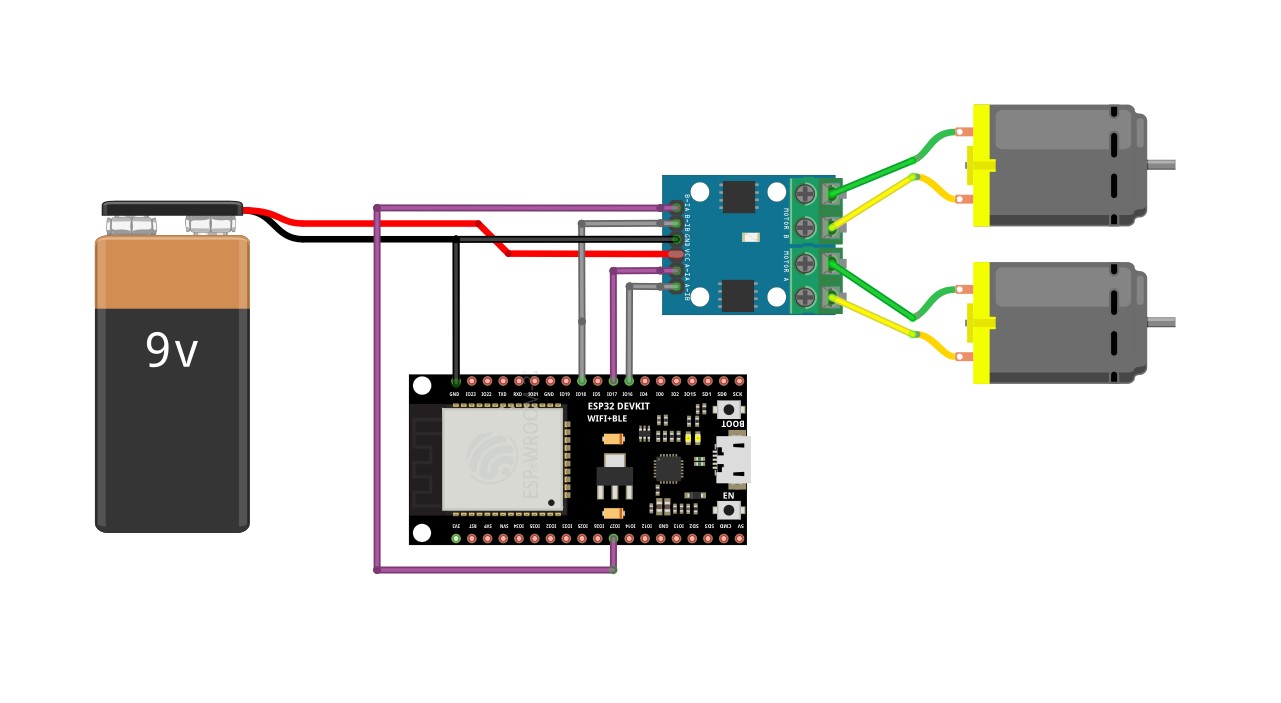 9v
B-IA
B-IB
GND
VCC
A-IA
A-IB
MOTOR B
MOTOR A
GND IO23 IO22 TXD RXD IO21 GND IO19 IO18 IO5 IO17 IO16 IO4 IO0 IO2 IO15 SD1 SD0 SCK
ESP32 DEVKIT
WIFI+BLE
BOOT
ESP-WROOM
EN
3V3 RST SVP SVN IO34 IO35 IO32 IO33 IO25 IO26 IO27 IO14 IO12 GND IO13 SD2 SD3 CMD 5V